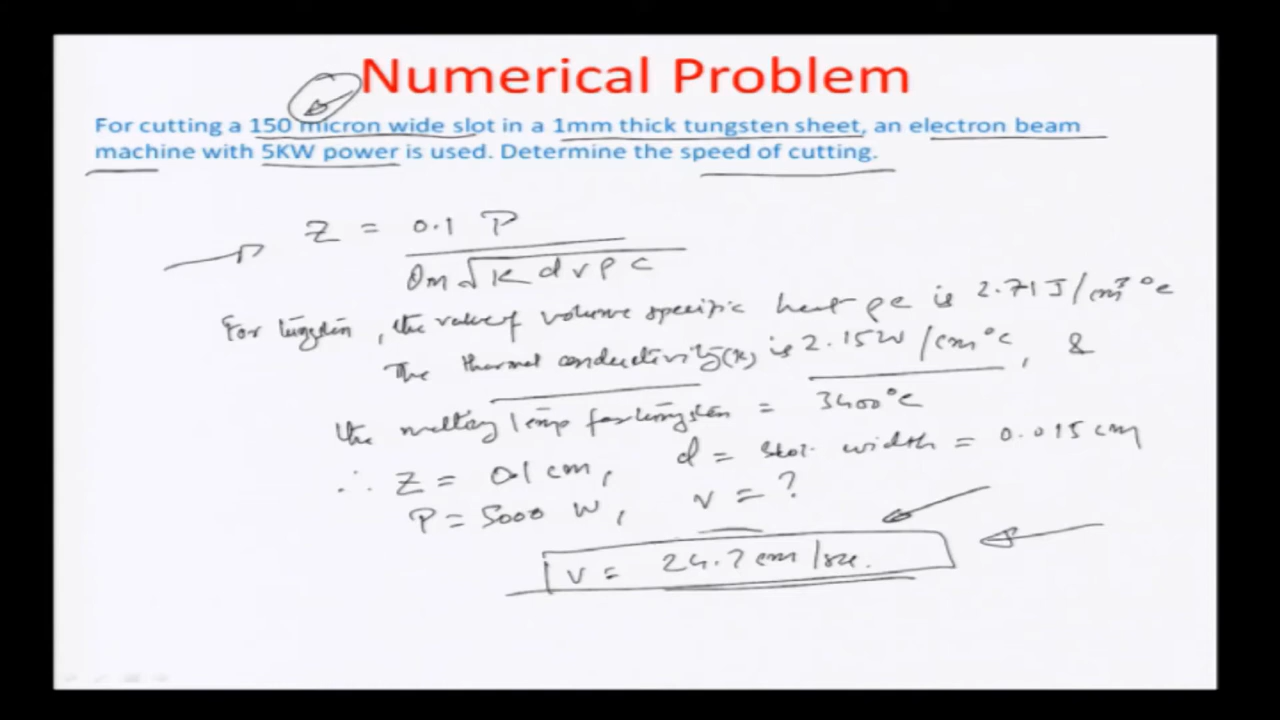 Numerical Problem
For cutting a 150 micron wide slot in a 1mm thick tungsten sheet, an electron beam
machine with 5KW power is used. Determine the speed of cutting.
Z = 0.1 P
θm√K d v ρ c
For tungsten, the value of volume specific heat ρc is 2.71 J/cm³ °C
The thermal conductivity (K) is 2.15W/cm°C, &
the melting temp for tungsten = 3400°C
∴ Z = 0.1 cm, d = slot width = 0.015 cm
P = 5000 W, v = ?
v = 24.7 cm/sec.